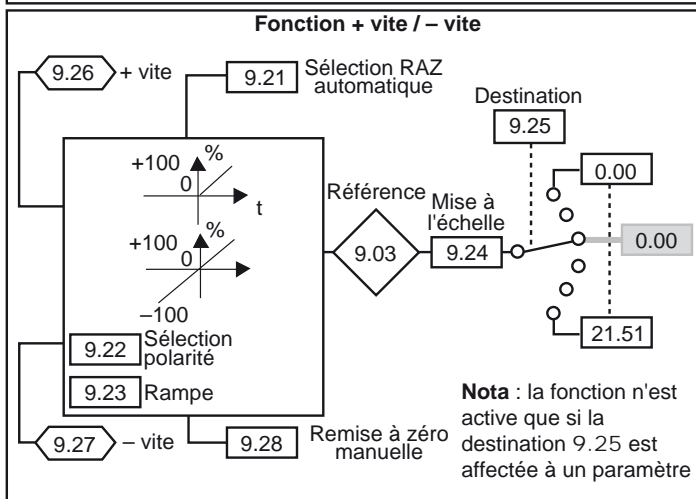 Fonction + vite / – vite
9.26
+ vite
9.21
Sélection RAZ
automatique
Destination
9.25
+100
%
0
t
+100
%
0
–100
Référence
9.03
Mise à
l'échelle
9.24
0.00
0.00
21.51
9.22
Sélection
polarité
9.23
Rampe
9.27
– vite
9.28
Remise à zéro
manuelle
Nota : la fonction n'est
active que si la
destination 9.25 est
affectée à un paramètre